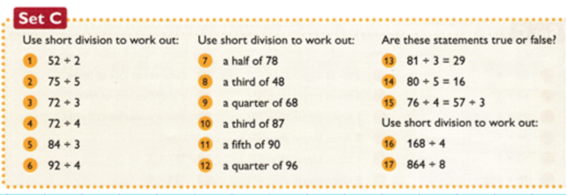 Set C
Use short division to work out:
1 52 ÷ 2
2 75 ÷ 5
3 72 ÷ 3
4 72 ÷ 4
5 84 ÷ 3
6 92 ÷ 4
Use short division to work out:
7 a half of 78
8 a third of 48
9 a quarter of 68
10 a third of 87
11 a fifth of 90
12 a quarter of 96
Are these statements true or false?
13 81 ÷ 3 = 29
14 80 ÷ 5 = 16
15 76 ÷ 4 = 57 ÷ 3
Use short division to work out:
16 168 ÷ 4
17 864 ÷ 8